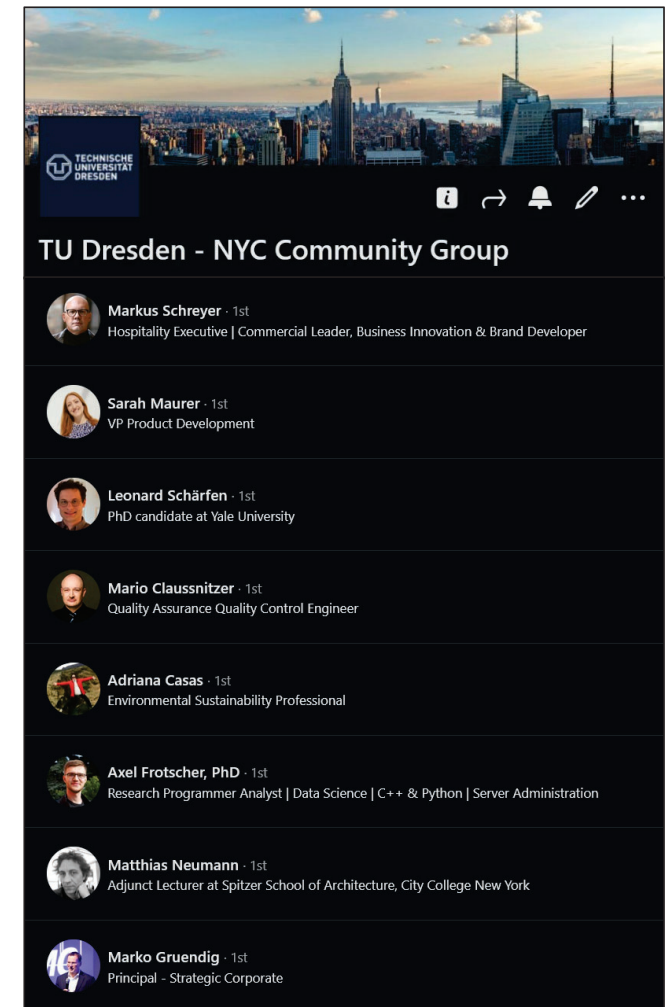 TECHNISCHE
UNIVERSITÄT
DRESDEN
TU Dresden - NYC Community Group
Markus Schreyer · 1st
Hospitality Executive | Commercial Leader, Business Innovation & Brand Developer
Sarah Maurer · 1st
VP Product Development
Leonard Schärfen · 1st
PhD candidate at Yale University
Mario Claussnitzer · 1st
Quality Assurance Quality Control Engineer
Adriana Casas · 1st
Environmental Sustainability Professional
Axel Frotscher, PhD · 1st
Research Programmer Analyst | Data Science | C++ & Python | Server Administration
Matthias Neumann · 1st
Adjunct Lecturer at Spitzer School of Architecture, City College New York
Marko Gruendig · 1st
Principal - Strategic Corporate